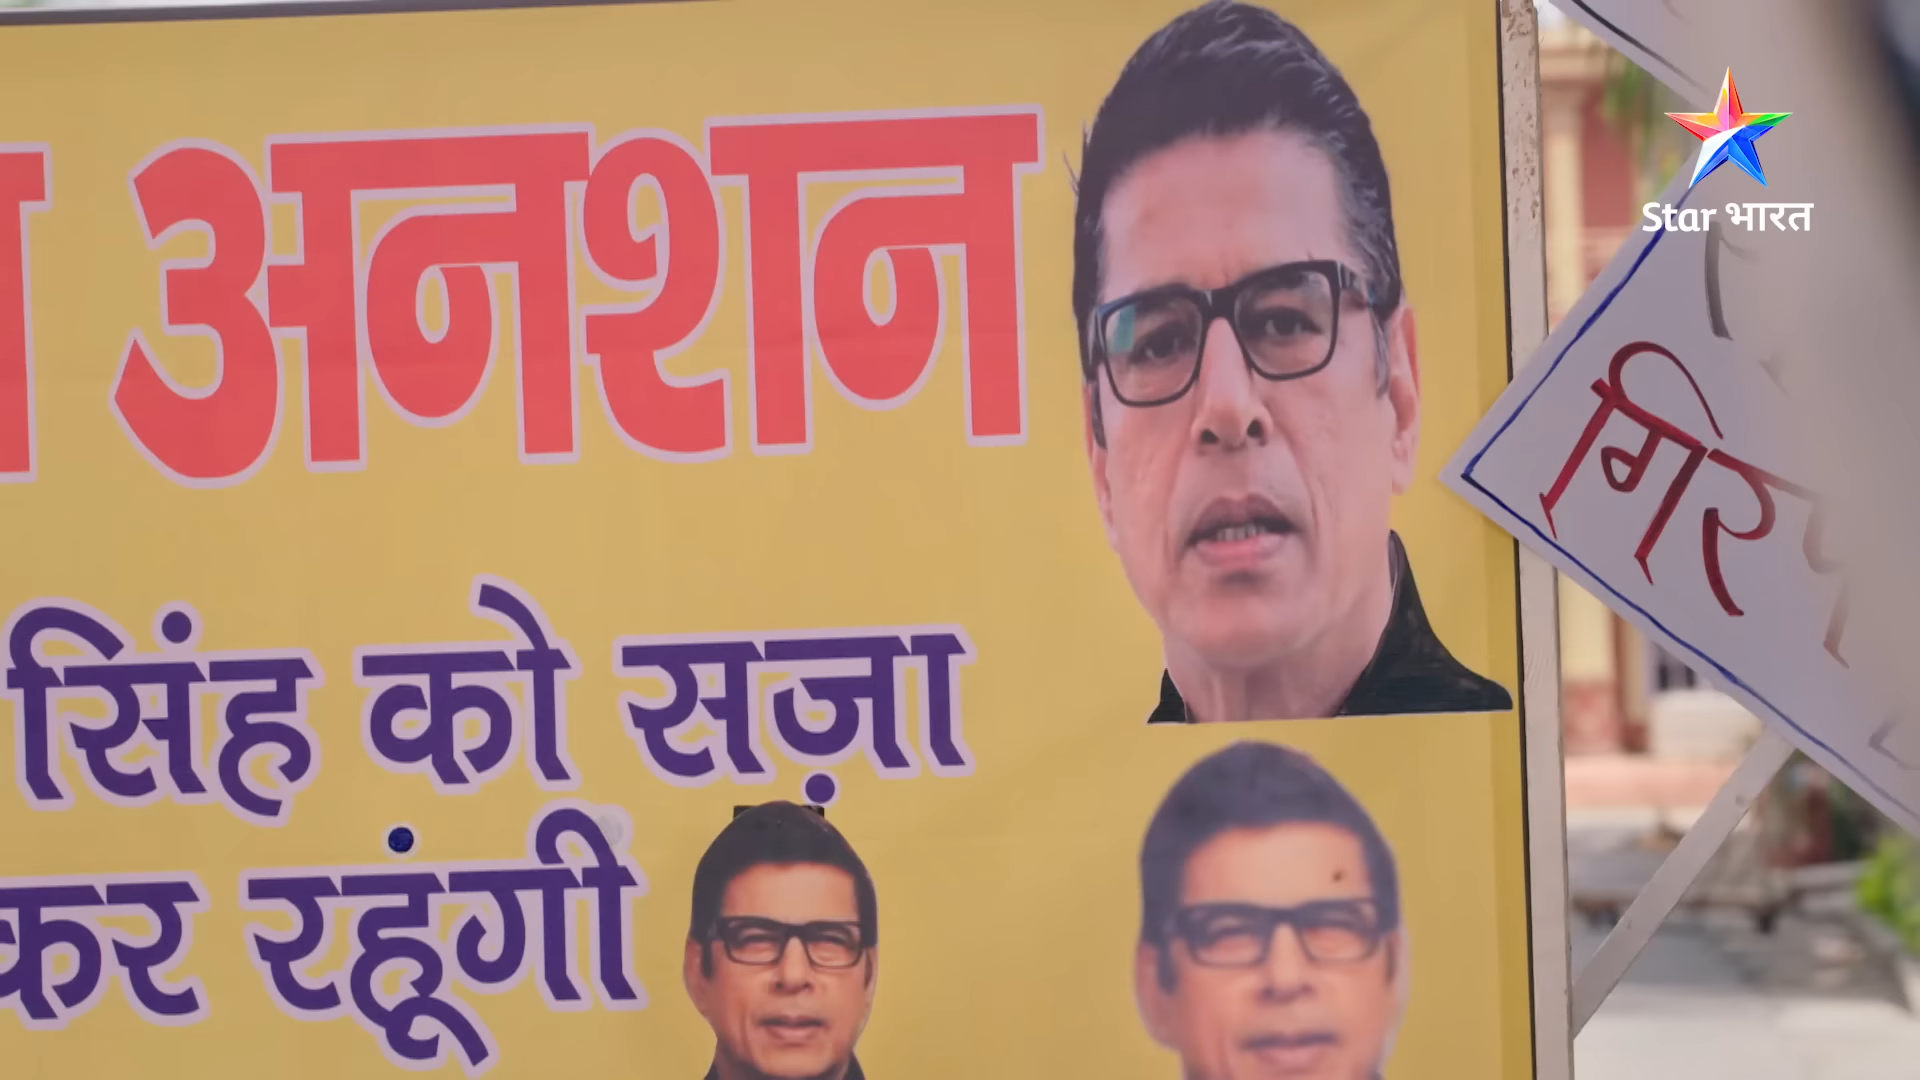 अनशन
सिंह को सज़ा
कर रहूंगी
Star भारत